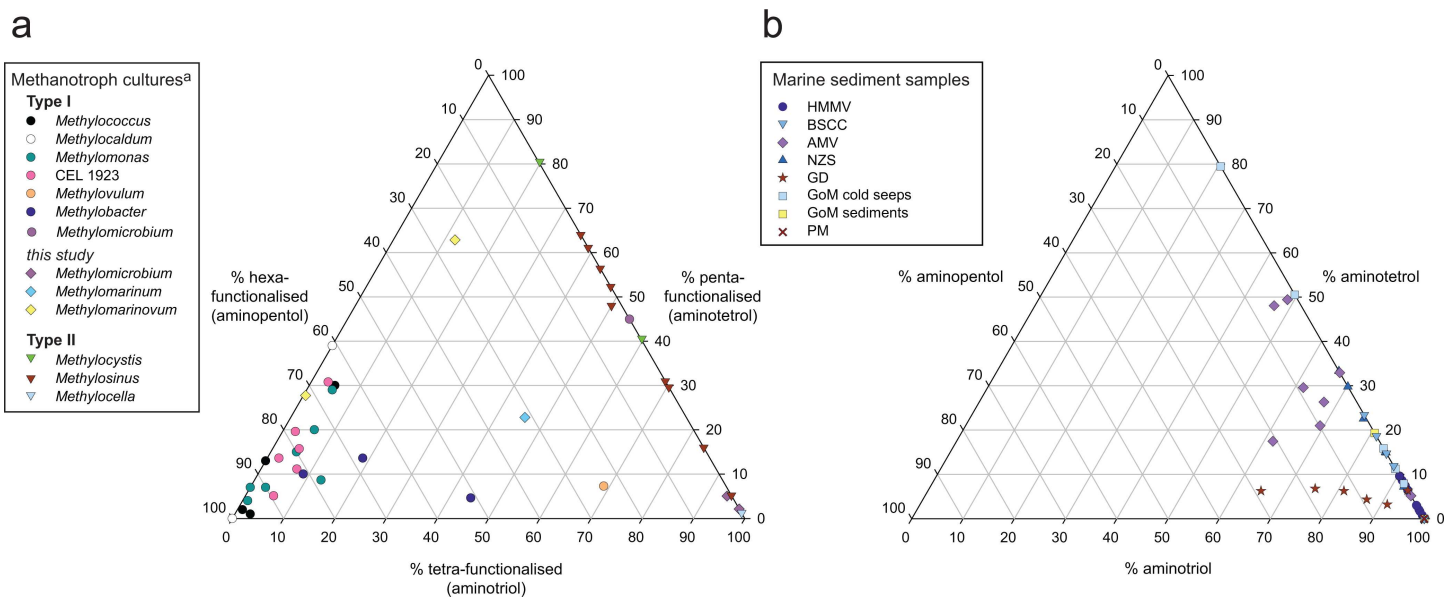 a
Methanotroph culturesa
Type I
Methylococcus
Methylocaldum
Methylomonas
CEL 1923
Methylovulum
Methylobacter
Methylomicrobium
this study
Methylomicrobium
Methylomarinum
Methylomarinovum
Type II
Methylocystis
Methylosinus
Methylocella
0
10
20
30
40
50
60
70
80
90
100
% hexa-
functionalised
(aminopentol)
100
90
80
70
60
50
40
30
20
10
0
% penta-
functionalised
(aminotetrol)
0 10 20 30 40 50 60 70 80 90 100
% tetra-functionalised
(aminotriol)
b
Marine sediment samples
HMMV
BSCC
AMV
NZS
GD
GoM cold seeps
GoM sediments
PM
0
10
20
30
40
50
60
70
80
90
100
% aminopentol
100
90
80
70
60
50
40
30
20
10
0
% aminotetrol
0 10 20 30 40 50 60 70 80 90 100
% aminotriol